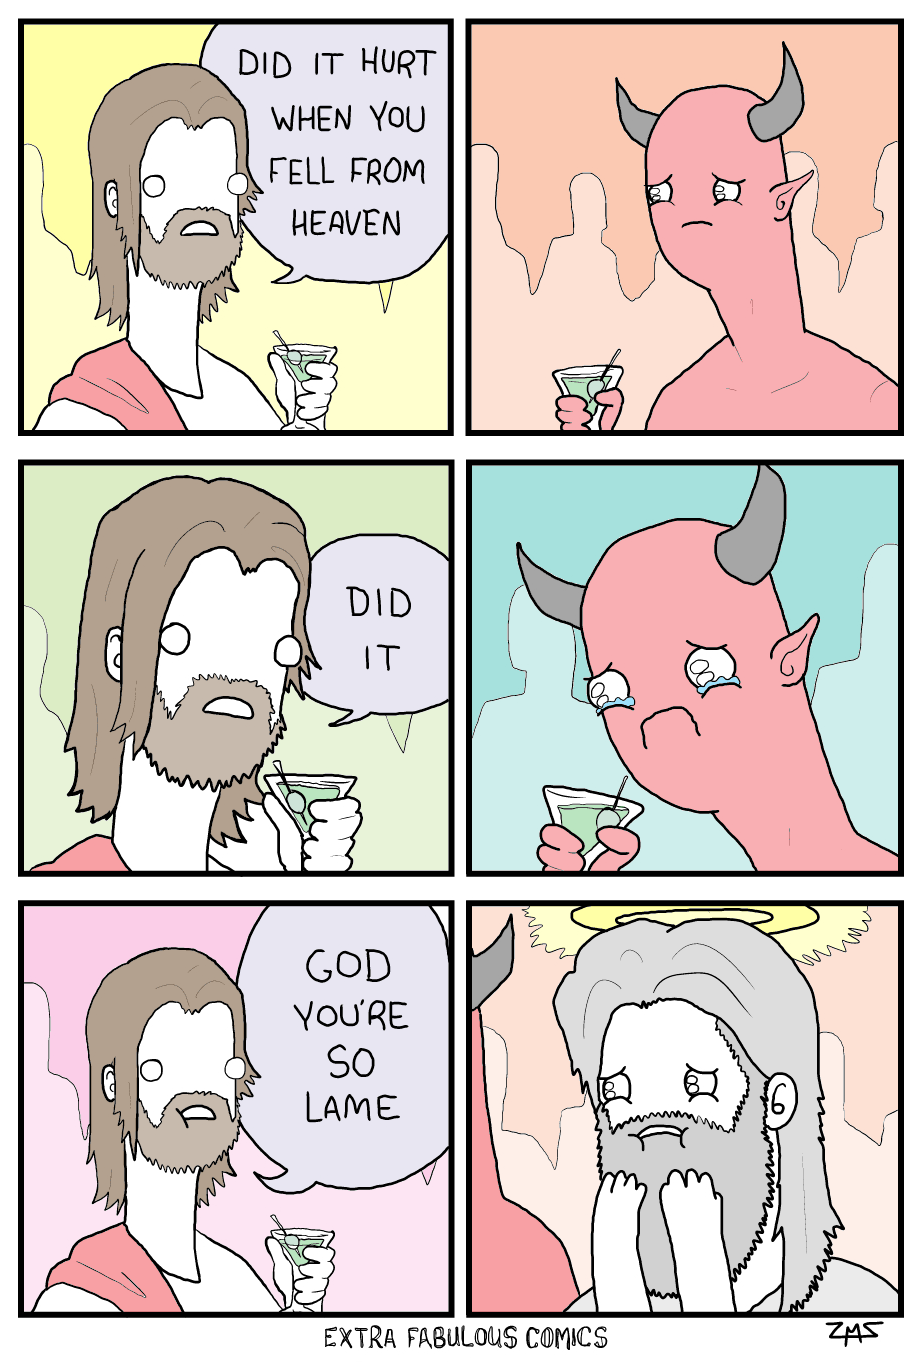 DID IT HURT
WHEN YOU
FELL FROM
HEAVEN
DID
IT
GOD
YOU'RE
SO
LAME
EXTRA FABULOUS COMICS
ZMS